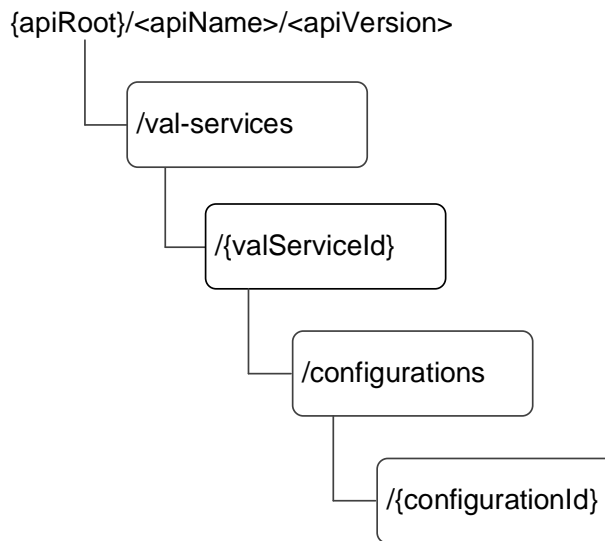 {apiRoot}/<apiName>/<apiVersion>
/val-services
/{valServiceId}
/configurations
/{configurationId}